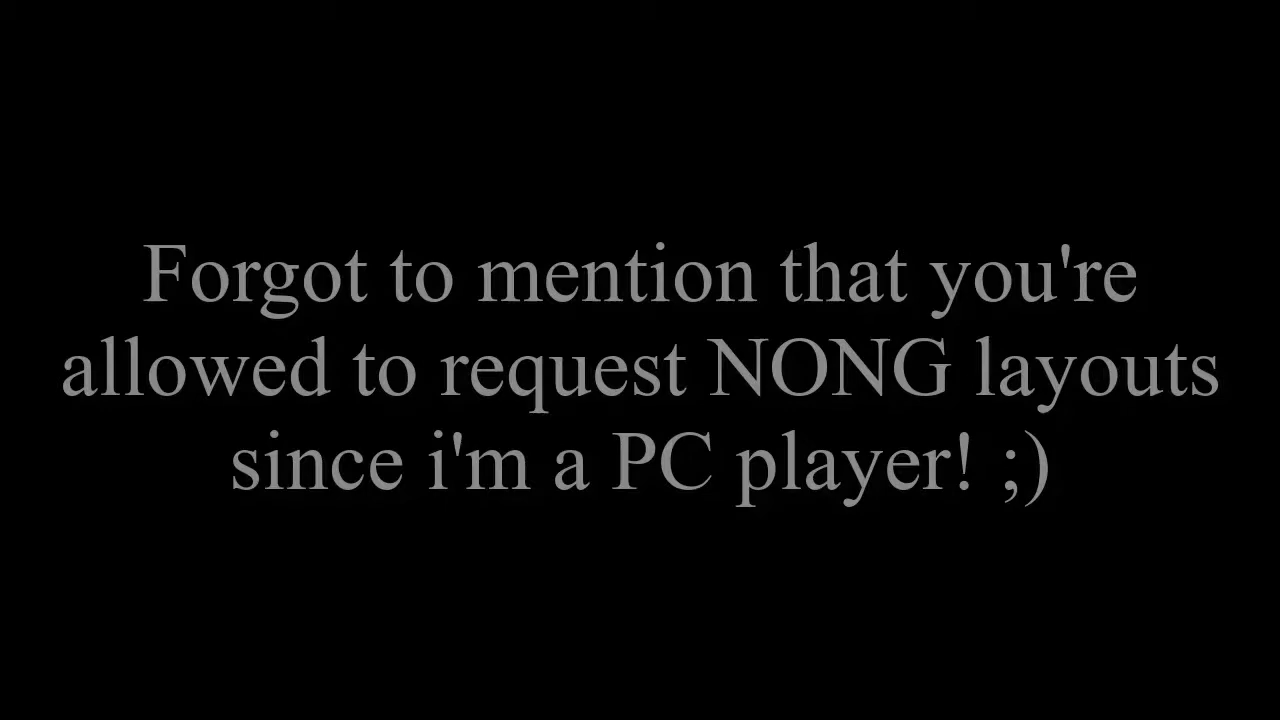 Forgot to mention that you're
allowed to request NONG layouts
since i'm a PC player! ;)